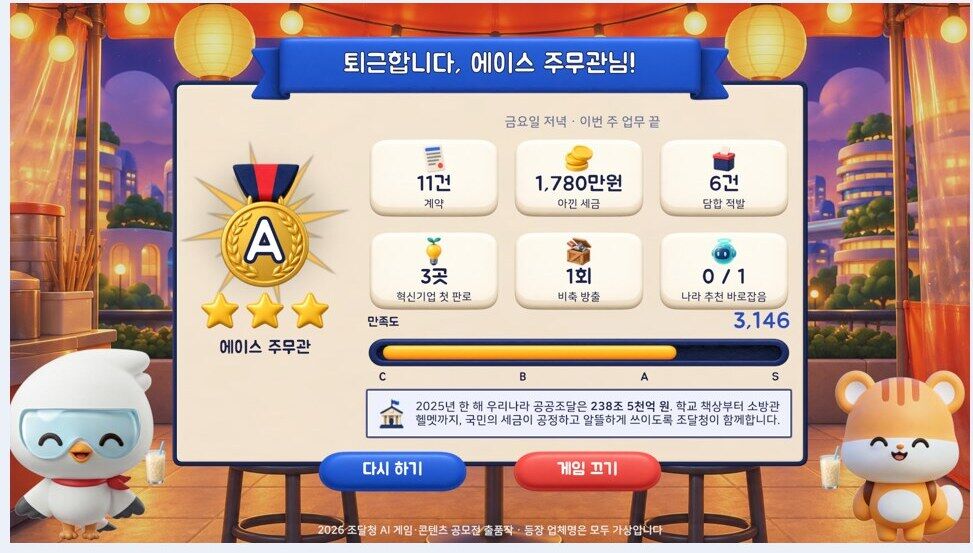 퇴근합니다, 에이스 주무관님!
금요일 저녁 · 이번 주 업무 끝
A
에이스 주무관
11건
계약
1,780만원
아낀 세금
6건
담합 적발
3곳
혁신기업 첫 판로
1회
비축 방출
0 / 1
나라 추천 바로잡음
만족도
3,146
C B A S
2025년 한 해 우리나라 공공조달은 238조 5천억 원. 학교 책상부터 소방관
헬멧까지, 국민의 세금이 공정하고 알뜰하게 쓰이도록 조달청이 함께합니다.
다시 하기
게임 끄기
2026 조달청 AI 게임·콘텐츠 공모전 출품작 · 등장 업체명은 모두 가상입니다